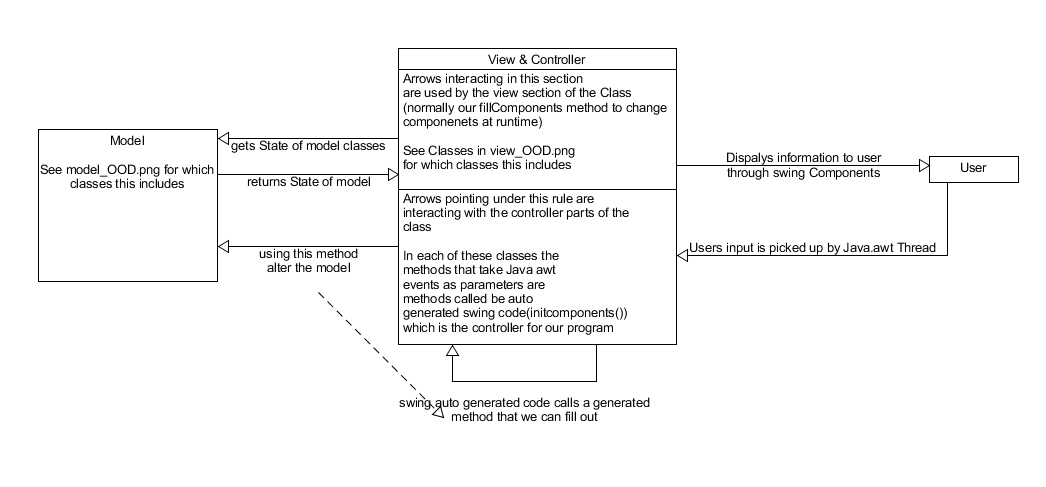 View & Controller
Arrows interacting in this section
are used by the view section of the Class
(normally our fillComponents method to change
componenets at runtime)
See Classes in view_OOD.png
for which classes this includes
Model
See model_OOD.png for which
classes this includes
gets State of model classes
returns State of model
Dispalys information to user
through swing Components
User
Arrows pointing under this rule are
interacting with the controller parts of the
class
In each of these classes the
methods that take Java awt
events as parameters are
methods called be auto
generated swing code(initcomponents())
which is the controller for our program
using this method
alter the model
Users input is picked up by Java.awt Thread
swing auto generated code calls a generated
method that we can fill out